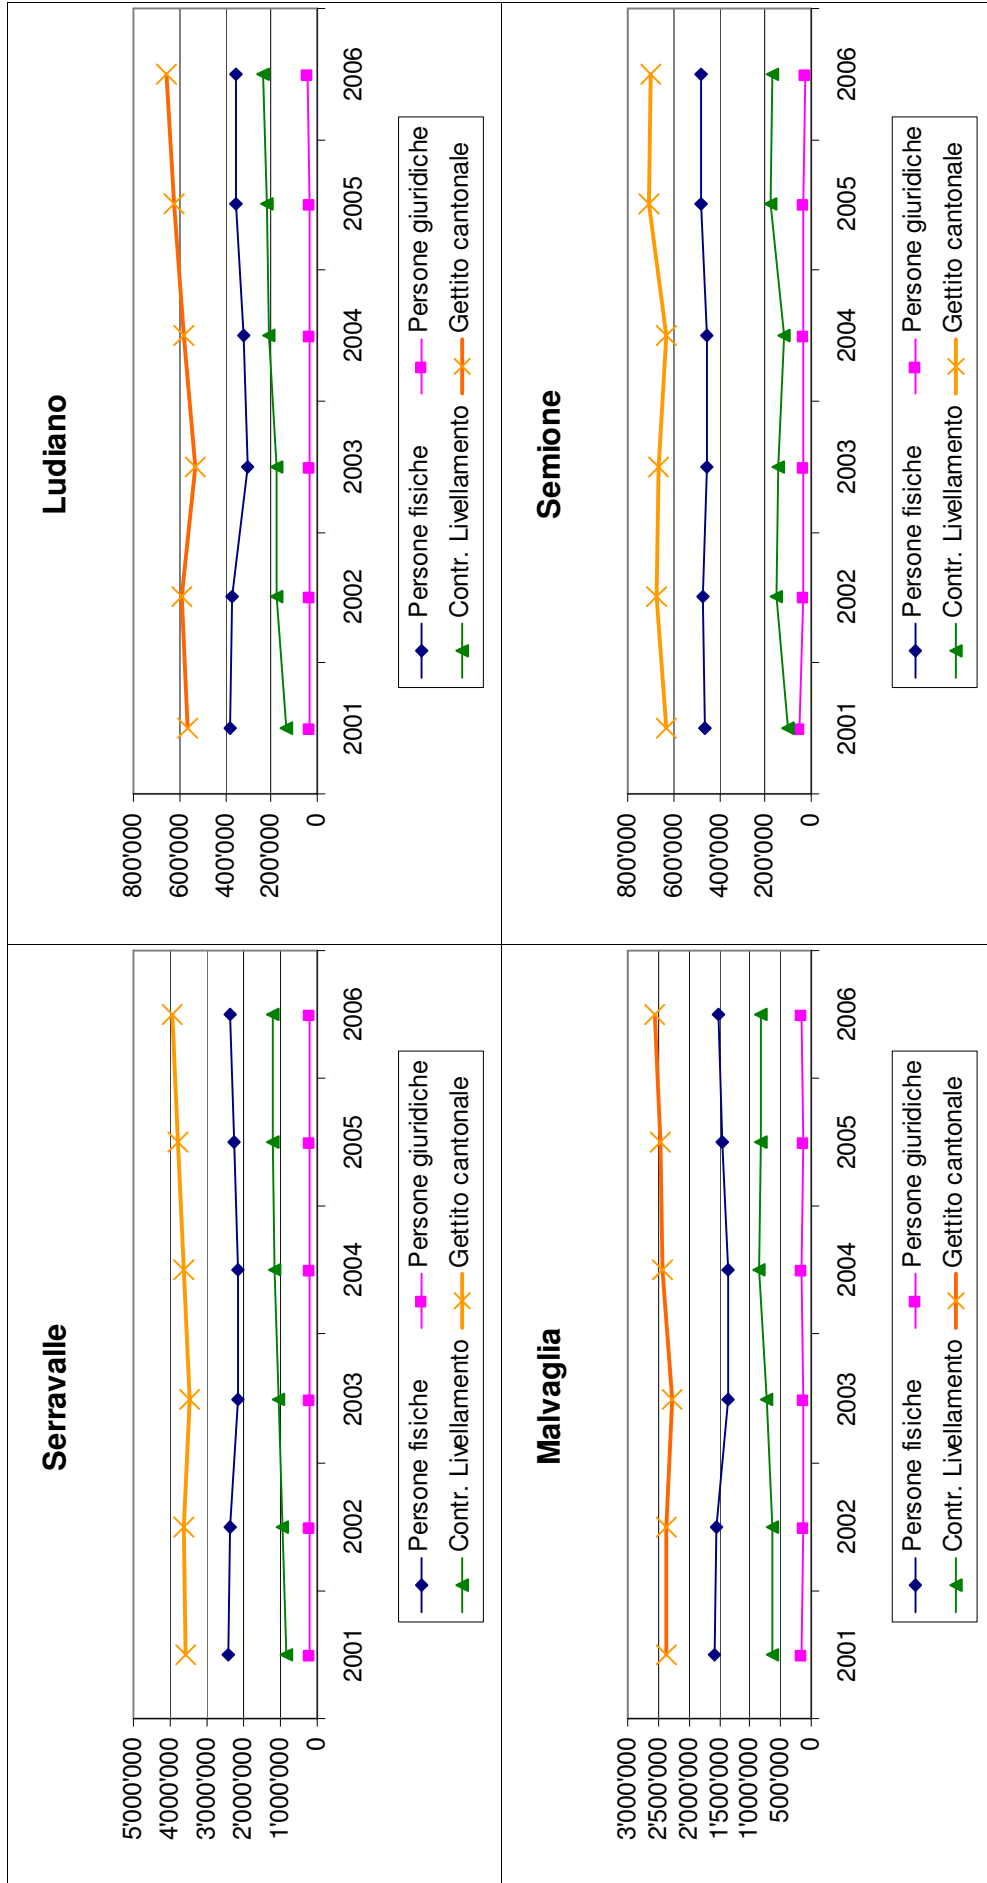 Serravalle
5'000'000
4'000'000
3'000'000
2'000'000
1'000'000
0
2001 2002 2003 2004 2005 2006
Persone fisiche Persone giuridiche
Contr. Livellamento Gettito cantonale
Ludiano
800'000
600'000
400'000
200'000
0
2001 2002 2003 2004 2005 2006
Persone fisiche Persone giuridiche
Contr. Livellamento Gettito cantonale
Malvaglia
3'000'000
2'500'000
2'000'000
1'500'000
1'000'000
500'000
0
2001 2002 2003 2004 2005 2006
Persone fisiche Persone giuridiche
Contr. Livellamento Gettito cantonale
Semione
800'000
600'000
400'000
200'000
0
2001 2002 2003 2004 2005 2006
Persone fisiche Persone giuridiche
Contr. Livellamento Gettito cantonale